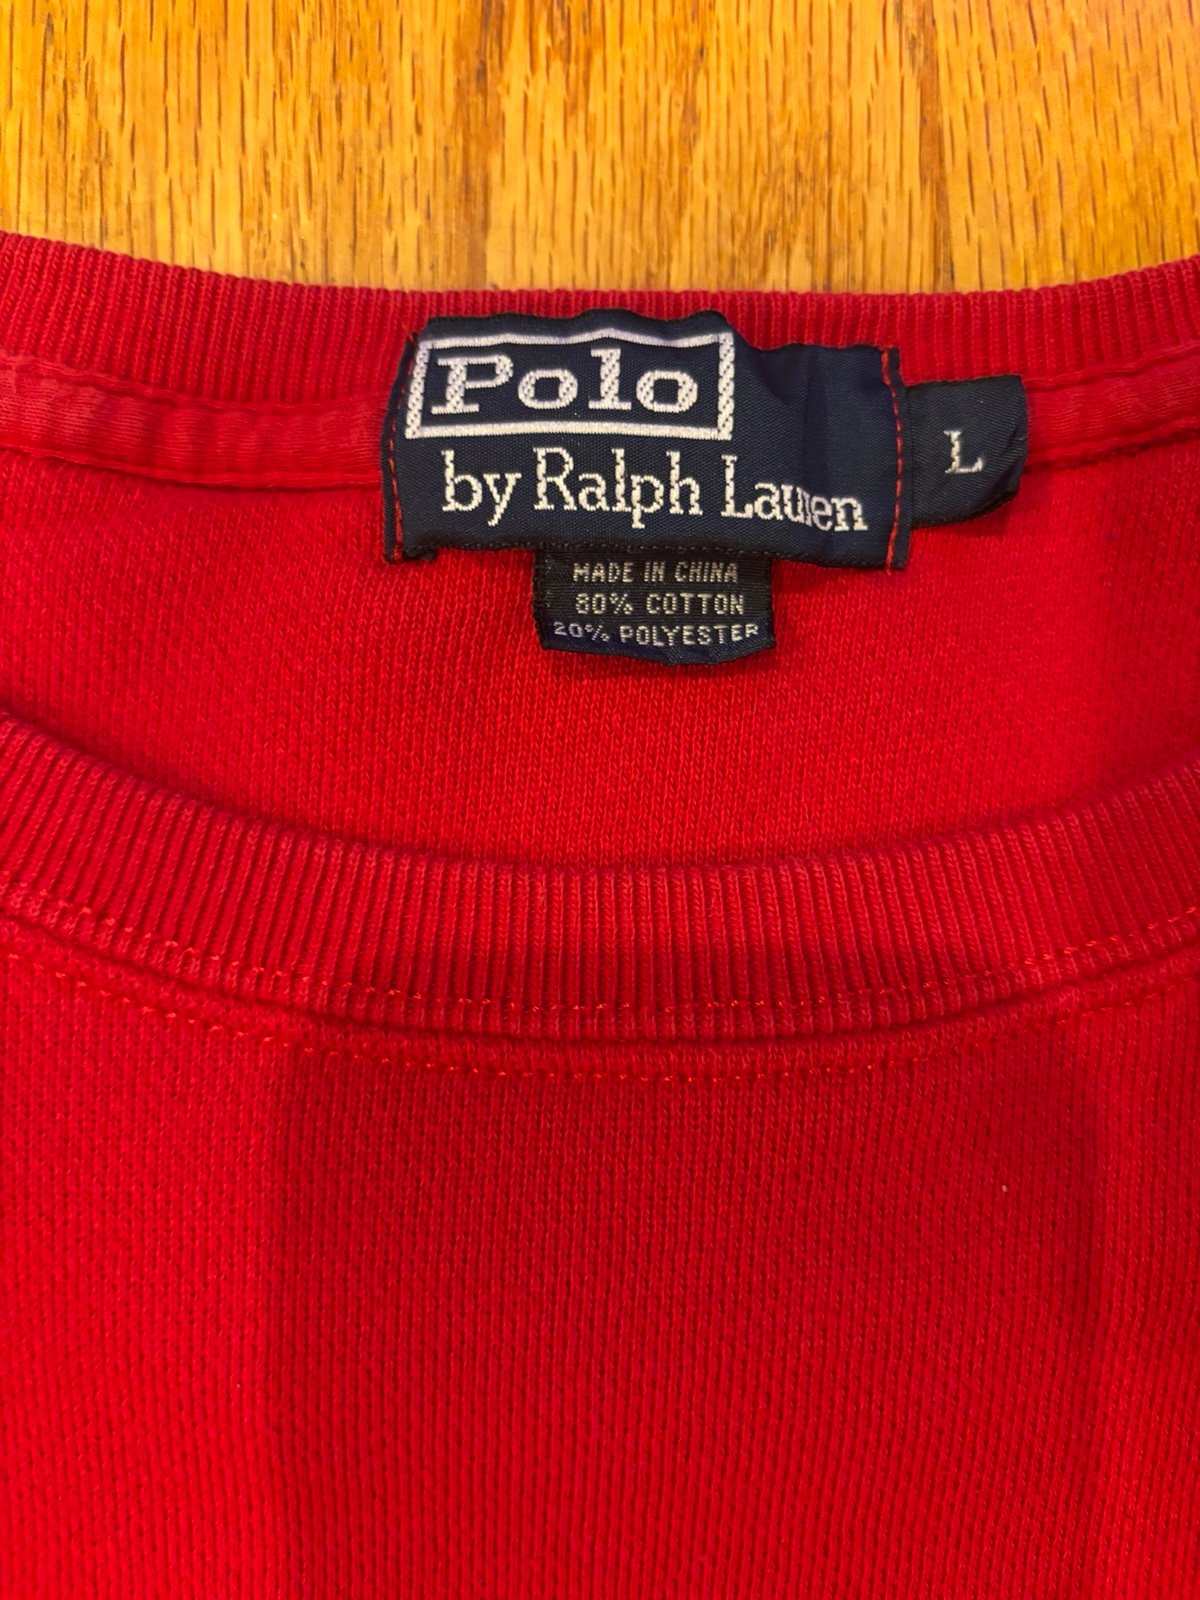 Polo
by Ralph Lauren
L
MADE IN CHINA
80% COTTON
20% POLYESTER